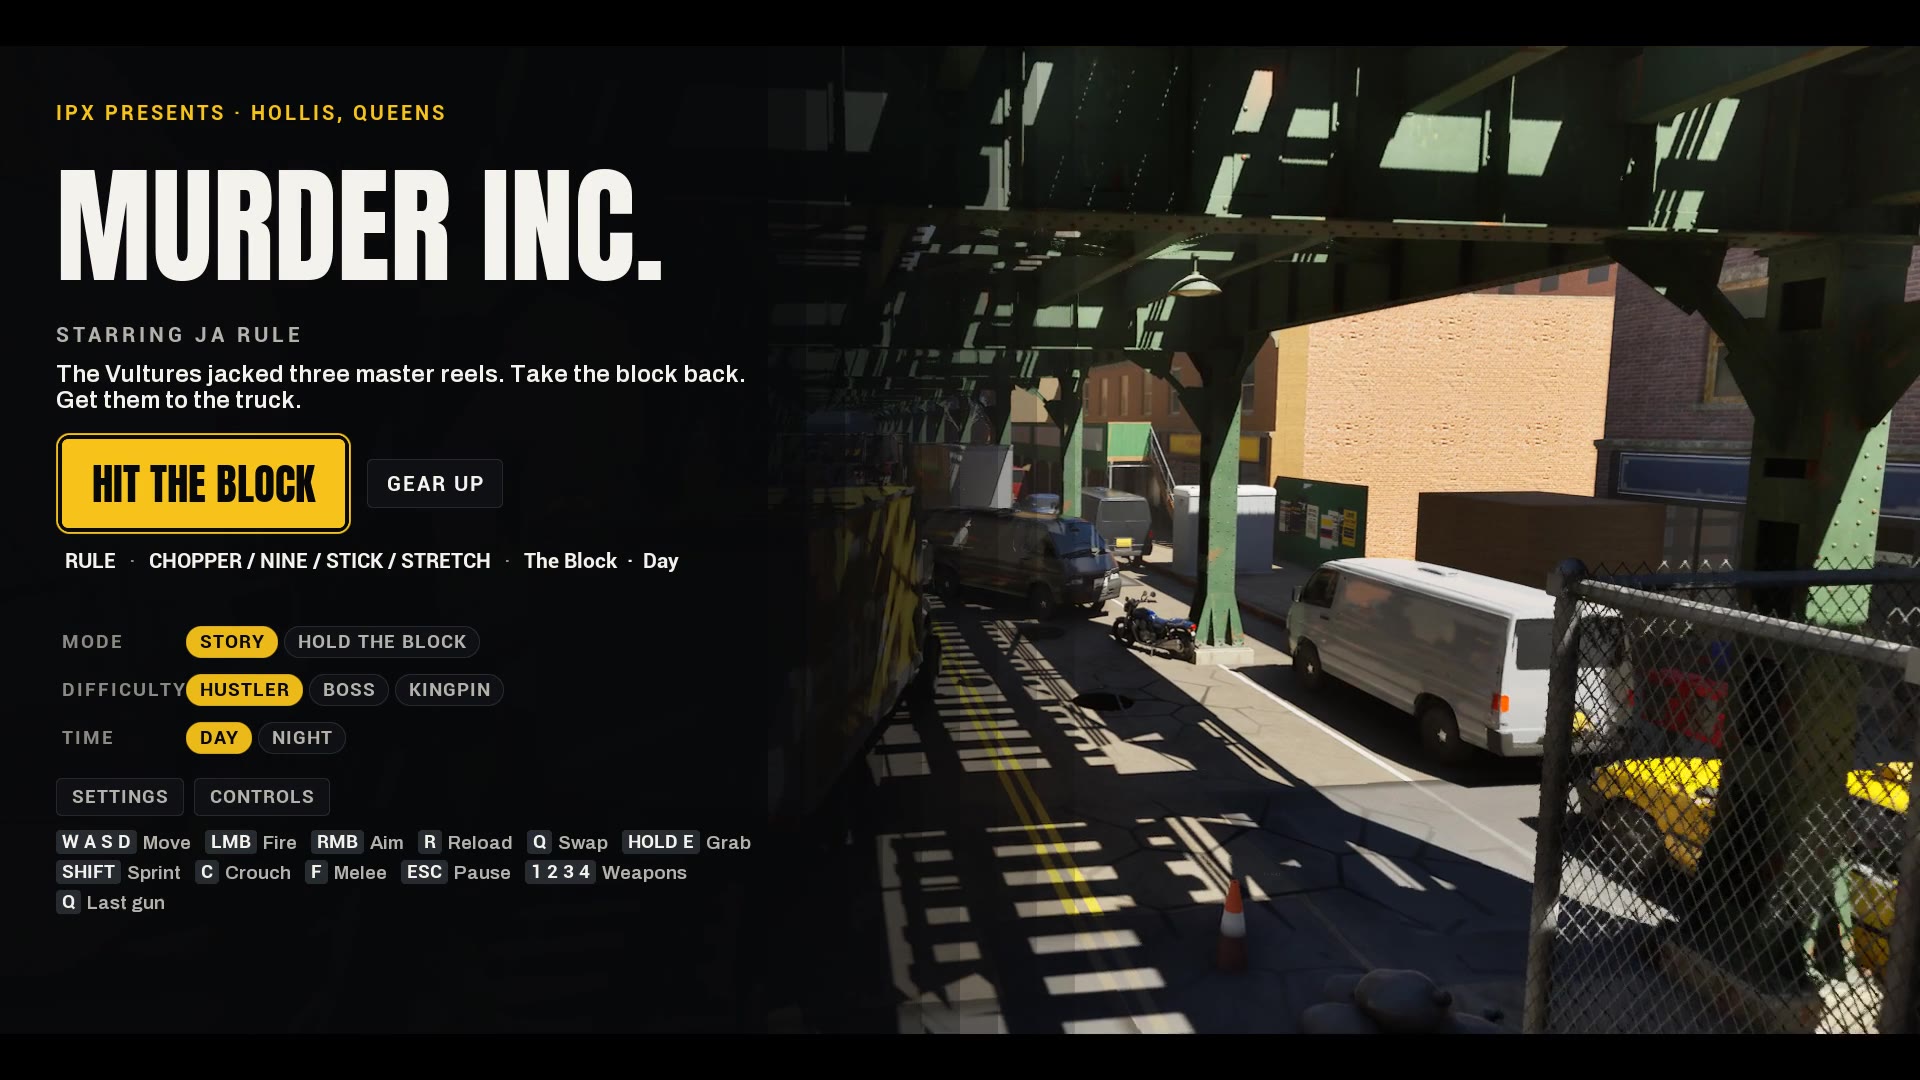 IPX PRESENTS · HOLLIS, QUEENS
MURDER INC.
STARRING JA RULE
The Vultures jacked three master reels. Take the block back.
Get them to the truck.
HIT THE BLOCK GEAR UP
RULE · CHOPPER / NINE / STICK / STRETCH · The Block · Day
MODE STORY HOLD THE BLOCK
DIFFICULTY HUSTLER BOSS KINGPIN
TIME DAY NIGHT
SETTINGS CONTROLS
W A S D Move LMB Fire RMB Aim R Reload Q Swap HOLD E Grab
SHIFT Sprint C Crouch F Melee ESC Pause 1 2 3 4 Weapons
Q Last gun